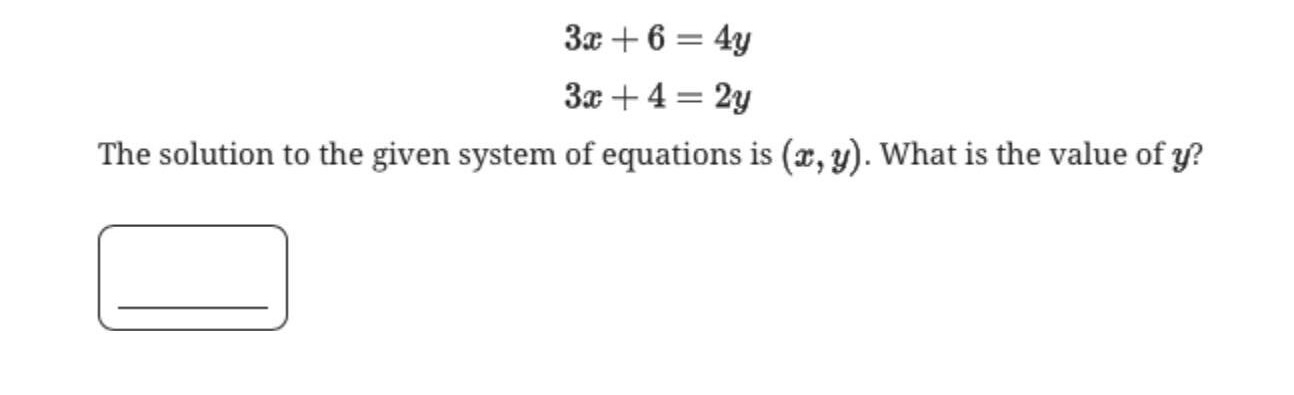 3x + 6 = 4y
3x + 4 = 2y
The solution to the given system of equations is (x, y). What is the value of y?